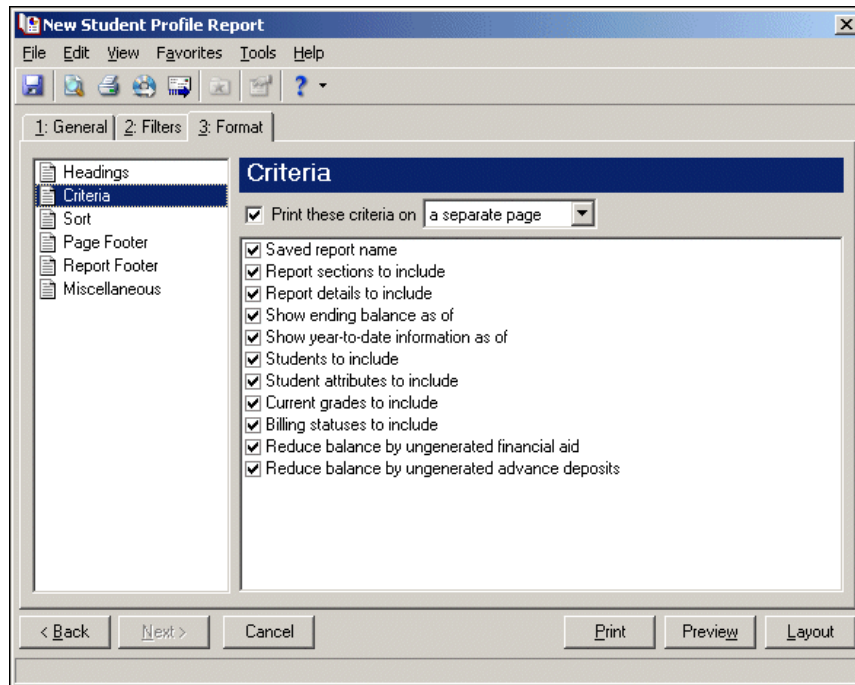 New Student Profile Report
File Edit View Favorites Tools Help
1: General 2: Filters 3: Format
Headings
Criteria
Sort
Page Footer
Report Footer
Miscellaneous
Criteria
Print these criteria on a separate page
Saved report name
Report sections to include
Report details to include
Show ending balance as of
Show year-to-date information as of
Students to include
Student attributes to include
Current grades to include
Billing statuses to include
Reduce balance by ungenerated financial aid
Reduce balance by ungenerated advance deposits
< Back Next > Cancel Print Preview Layout